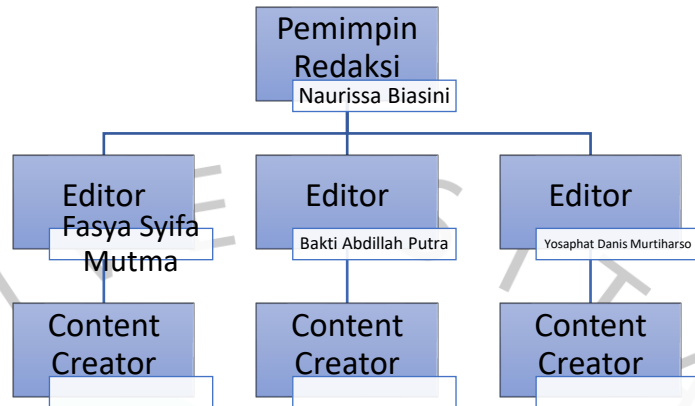 Pemimpin
Redaksi
Naurissa Biasini
Editor
Fasya Syifa
Mutma
Editor
Bakti Abdillah Putra
Editor
Yosaphat Danis Murtiharso
Content
Creator
Content
Creator
Content
Creator